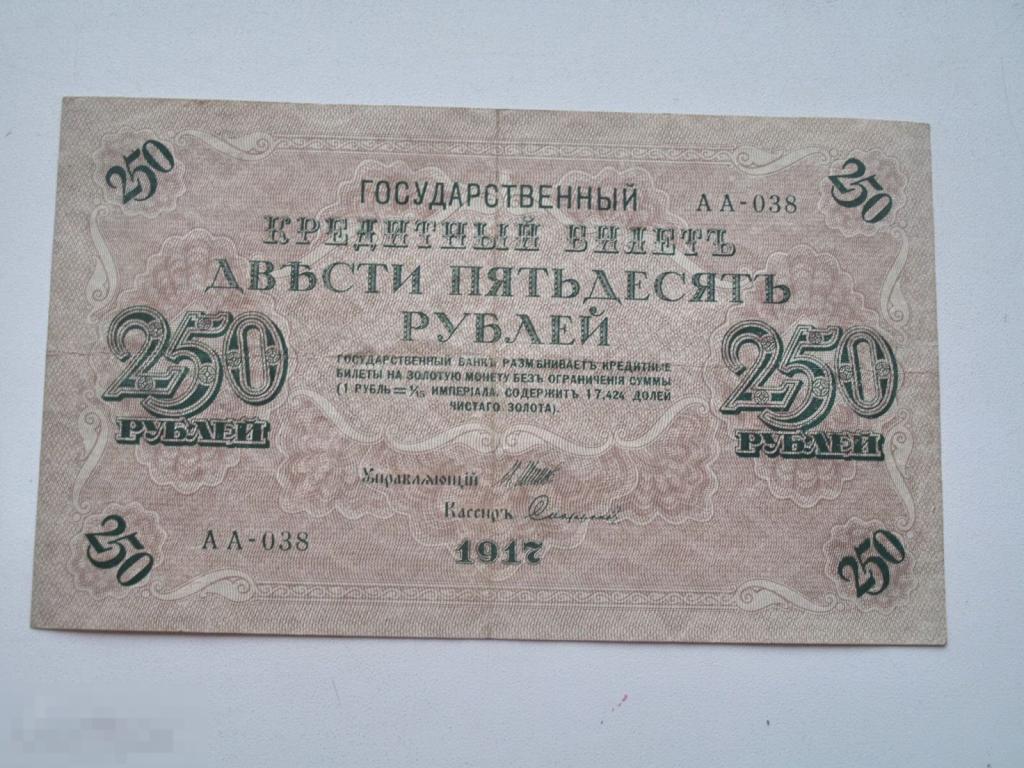 250 250
ГОСУДАРСТВЕННЫЙ АА-038
КРЕДИТНЫЙ БИЛЕТЪ
ДВѢСТИ ПЯТЬДЕСЯТЪ
РУБЛЕЙ
250 РУБЛЕЙ
ГОСУДАРСТВЕННЫЙ БАНКЪ РАЗМѢНИВАЕТЪ КРЕДИТНЫЕ
БИЛЕТЫ НА ЗОЛОТУЮ МОНЕТУ БЕЗЪ ОГРАНИЧЕНІЯ СУММЫ
(1 РУБЛЬ = 1/15 ИМПЕРІАЛА, СОДЕРЖИТЪ 17,424 ДОЛЕЙ
ЧИСТАГО ЗОЛОТА).
250 РУБЛЕЙ
Управляющій
Кассиръ
АА-038
1917
250 250